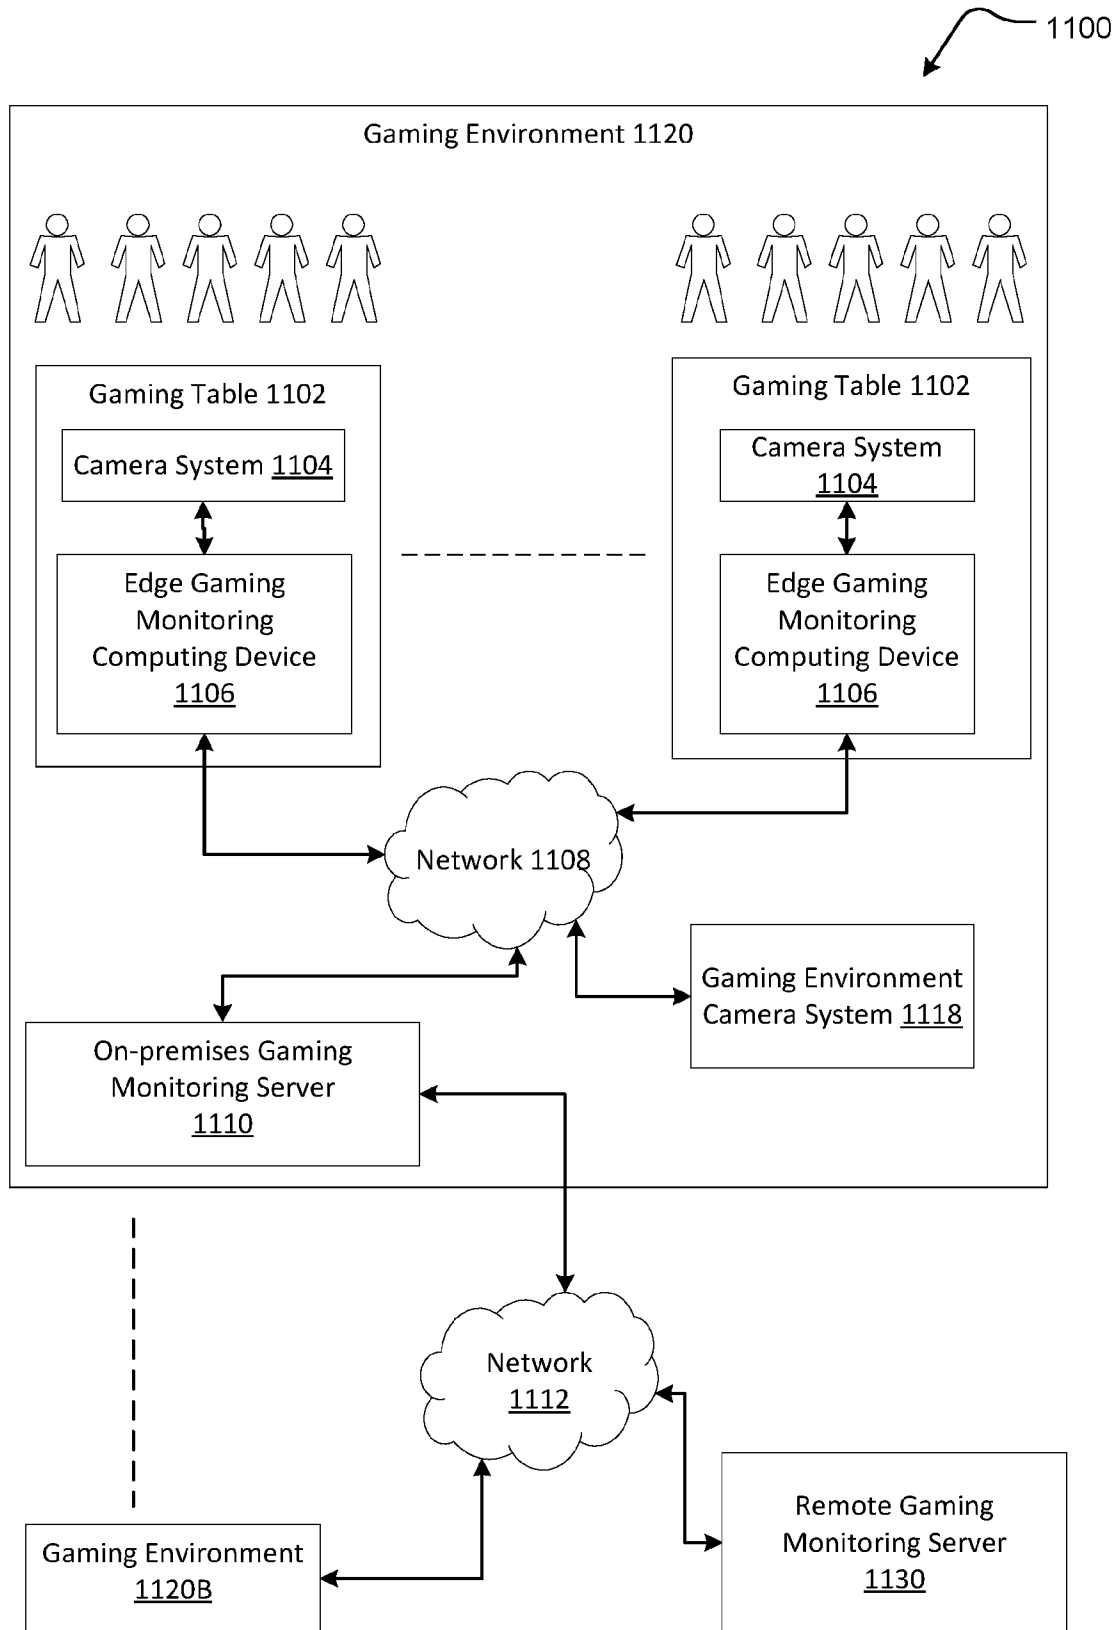 1100
Gaming Environment 1120
Gaming Table 1102
Camera System 1104
Edge Gaming
Monitoring
Computing Device
1106
Gaming Table 1102
Camera System
1104
Edge Gaming
Monitoring
Computing Device
1106
Network 1108
Gaming Environment
Camera System 1118
On-premises Gaming
Monitoring Server
1110
Network
1112
Gaming Environment
1120B
Remote Gaming
Monitoring Server
1130